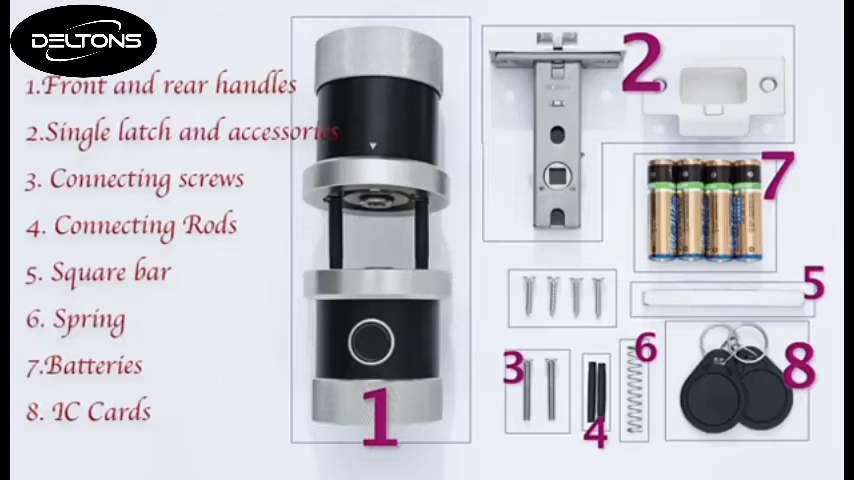 DELTONS
1.Front and rear handles
2.Single latch and accessories
3. Connecting screws
4. Connecting Rods
5. Square bar
6. Spring
7.Batteries
8. IC Cards
2
7
5
6
3
8
4
1